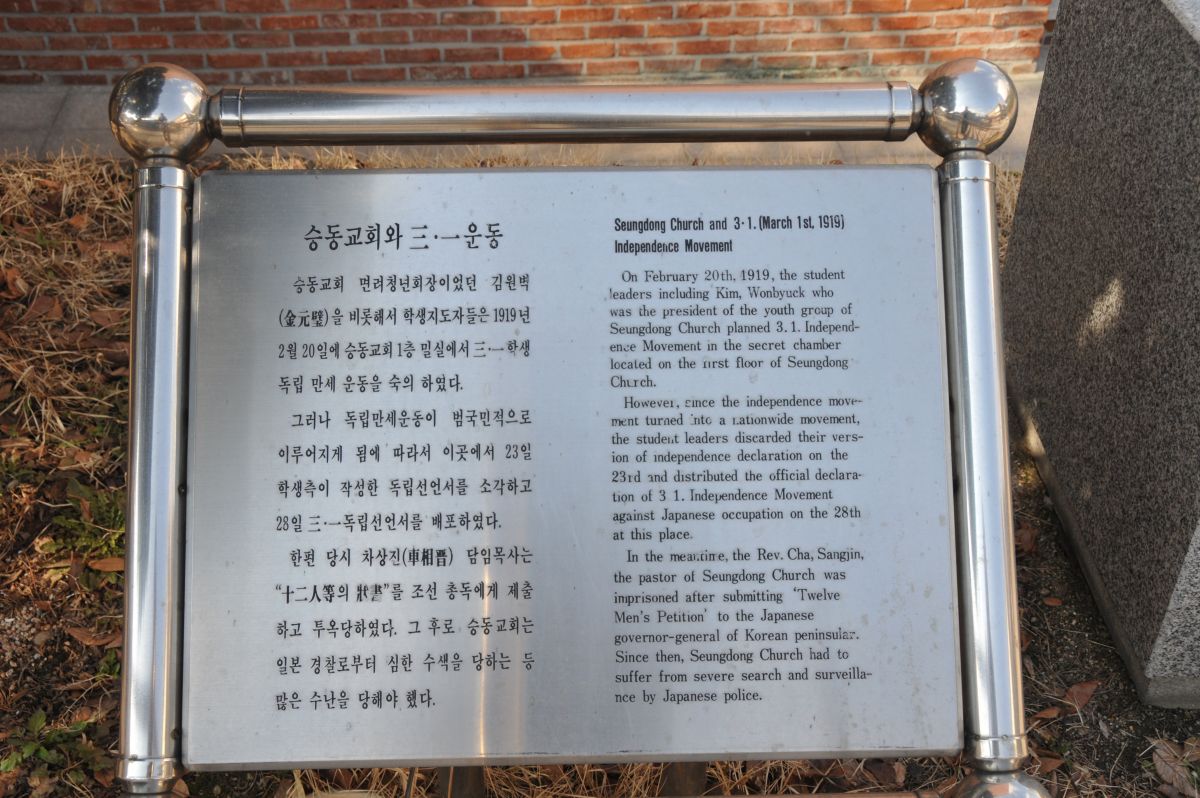 승동교회와 三·一운동
승동교회 면려청년회장이었던 김원벽
(金元璧)을 비롯해서 학생지도자들은 1919년
2월 20일에 승동교회 1층 밀실에서 三·一학생
독립 만세 운동을 숙의 하였다.
그러나 독립만세운동이 범국민적으로
이루어지게 됨에 따라서 이곳에서 23일
학생측이 작성한 독립선언서를 소각하고
28일 三·一독립선언서를 배포하였다.
한편 당시 차상진(車相晋) 담임목사는
“十二人等의 狀書”를 조선 총독에게 제출
하고 투옥당하였다. 그 후로 승동교회는
일본 경찰로부터 심한 수색을 당하는 등
많은 수난을 당해야 했다.
Seungdong Church and 3·1. (March 1st, 1919)
Independence Movement
On February 20th, 1919, the student
leaders including Kim, Wonbyuck who
was the president of the youth group of
Seungdong Church planned 3.1. Independ-
ence Movement in the secret chamber
located on the first floor of Seungdong
Church.
However, since the independence move-
ment turned into a nationwide movement,
the student leaders discarded their vers-
ion of independence declaration on the
23rd and distributed the official declara-
tion of 3 1. Independence Movement
against Japanese occupation on the 28th
at this place.
In the meantime, the Rev. Cha, Sangjin,
the pastor of Seungdong Church was
imprisoned after submitting ‘Twelve
Men's Petition’ to the Japanese
governor-general of Korean peninsular.
Since then, Seungdong Church had to
suffer from severe search and surveilla-
nce by Japanese police.